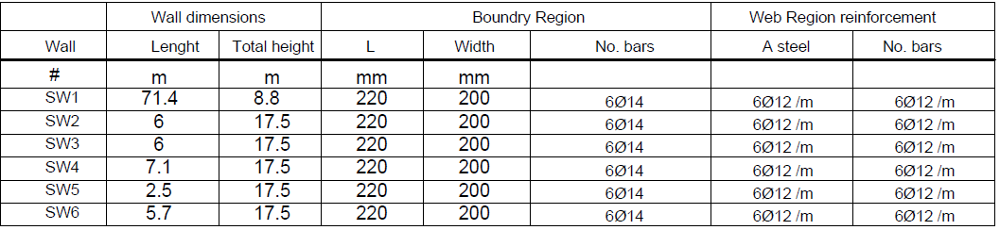 Wall dimensions Boundry Region Web Region reinforcement
Wall Lenght Total height L Width No. bars A steel No. bars
# m m mm mm
SW1 71.4 8.8 220 200 6Ø14 6Ø12 /m 6Ø12 /m
SW2 6 17.5 220 200 6Ø14 6Ø12 /m 6Ø12 /m
SW3 6 17.5 220 200 6Ø14 6Ø12 /m 6Ø12 /m
SW4 7.1 17.5 220 200 6Ø14 6Ø12 /m 6Ø12 /m
SW5 2.5 17.5 220 200 6Ø14 6Ø12 /m 6Ø12 /m
SW6 5.7 17.5 220 200 6Ø14 6Ø12 /m 6Ø12 /m